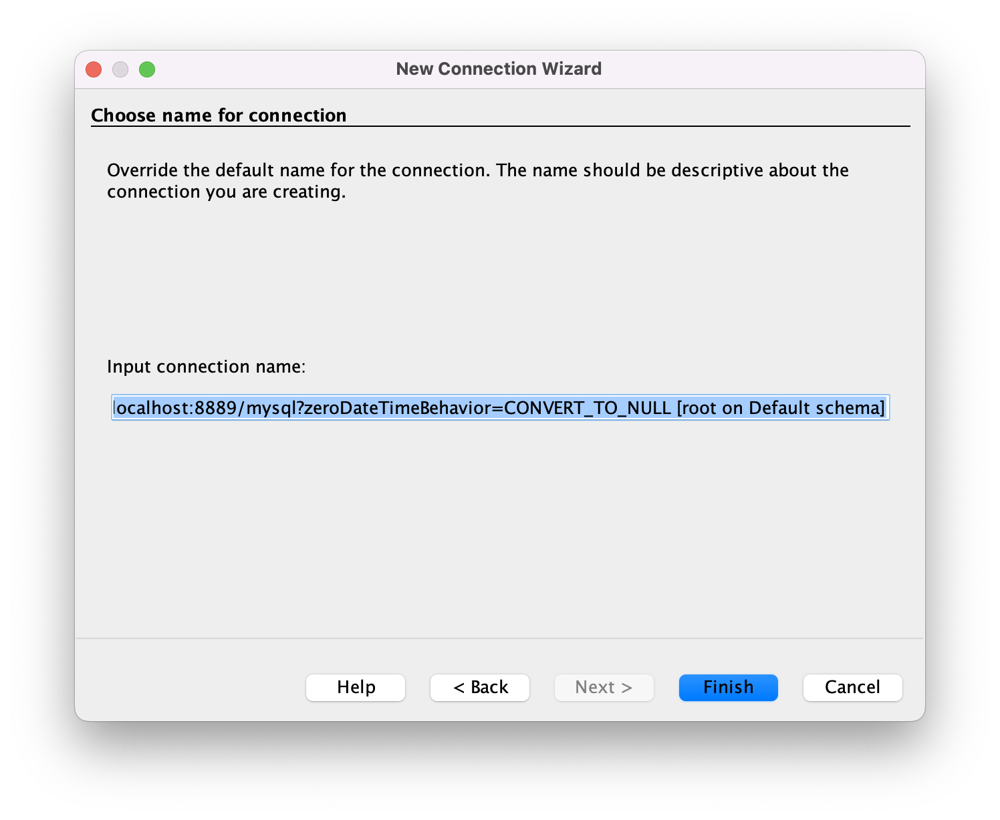 New Connection Wizard
Choose name for connection
Override the default name for the connection. The name should be descriptive about the
connection you are creating.
Input connection name:
localhost:8889/mysql?zeroDateTimeBehavior=CONVERT_TO_NULL [root on Default schema]
Help
< Back
Next >
Finish
Cancel